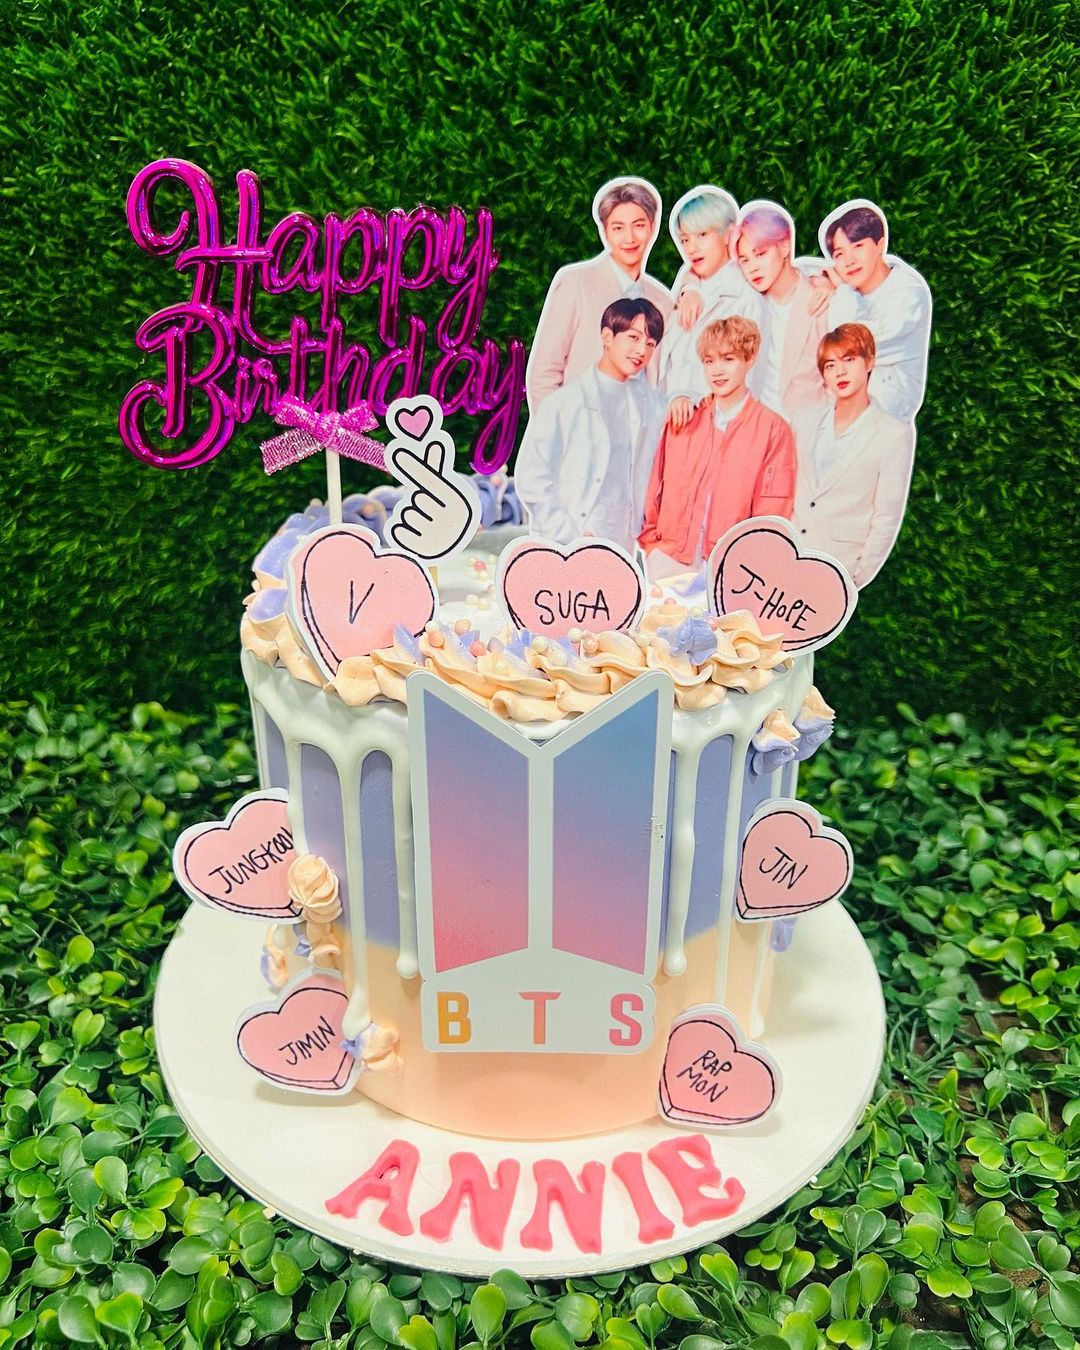 Happy
Birthday
V
SUGA
J-HOPE
JUNGKOOK
JIN
JIMIN
RAP
MON
BTS
ANNIE